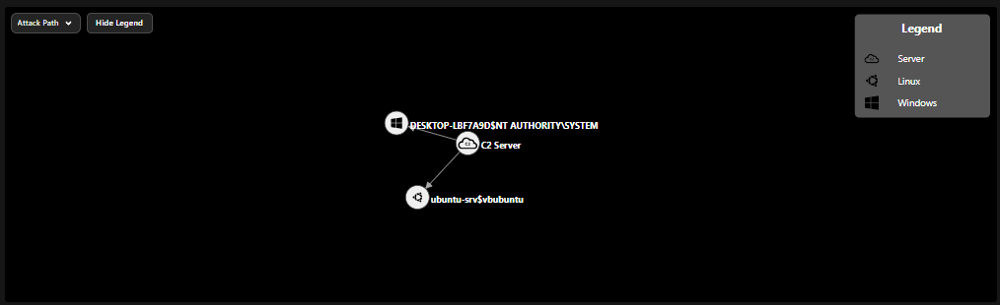 Attack Path
Hide Legend
Legend
Server
Linux
Windows
DESKTOP-LBF7A9D$NT AUTHORITY\SYSTEM
C2 Server
ubuntu-srv$vbubuntu